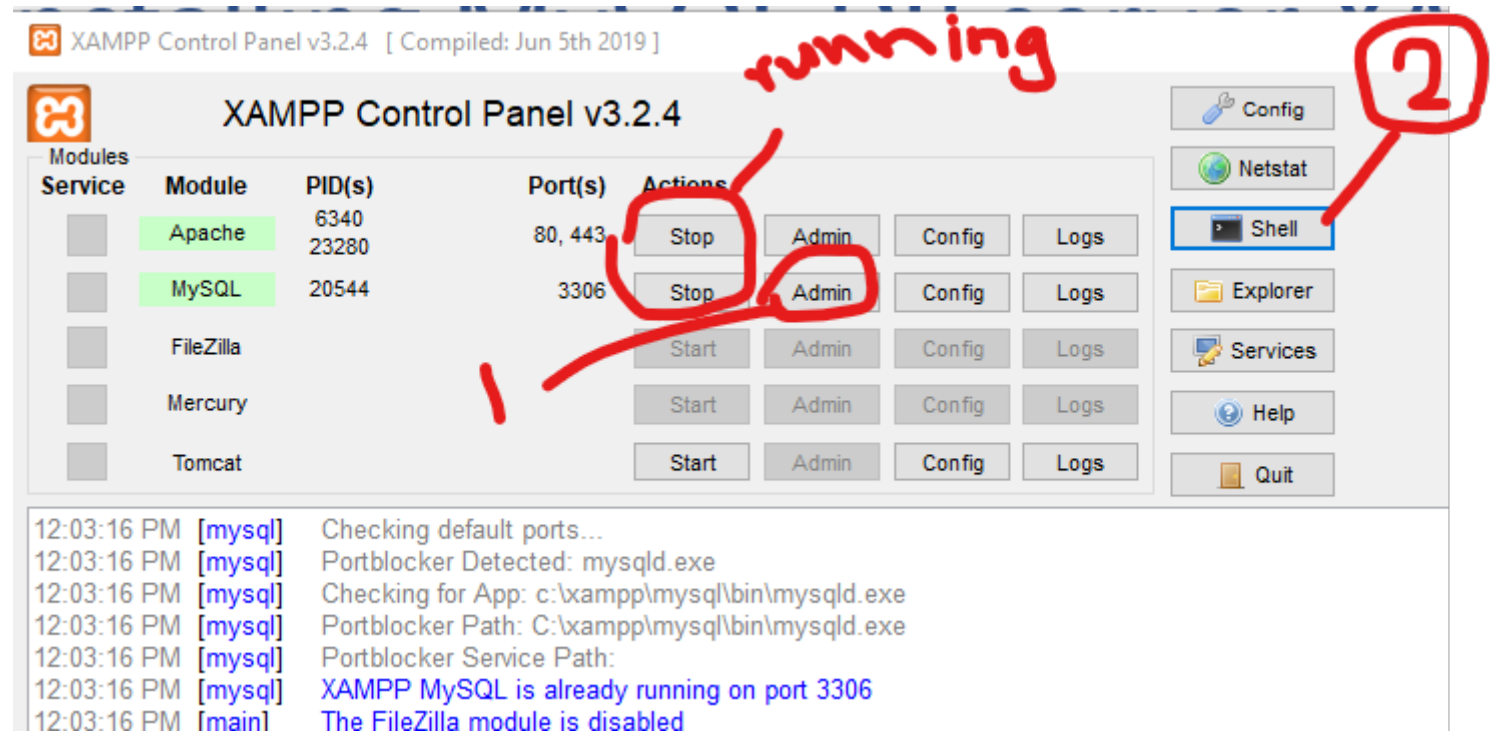 XAMPP Control Panel v3.2.4 [ Compiled: Jun 5th 2019 ]
running
2
XAMPP Control Panel v3.2.4
Config
Modules
Netstat
Service Module PID(s) Port(s) Actions
Apache 6340 23280 80, 443 Stop Admin Config Logs
Shell
MySQL 20544 3306 Stop Admin Config Logs
Explorer
FileZilla Start Admin Config Logs
Services
1
Mercury Start Admin Config Logs
Help
Tomcat Start Admin Config Logs
Quit
12:03:16 PM [mysql] Checking default ports...
12:03:16 PM [mysql] Portblocker Detected: mysqld.exe
12:03:16 PM [mysql] Checking for App: c:\xampp\mysql\bin\mysqld.exe
12:03:16 PM [mysql] Portblocker Path: C:\xampp\mysql\bin\mysqld.exe
12:03:16 PM [mysql] Portblocker Service Path:
12:03:16 PM [mysql] XAMPP MySQL is already running on port 3306
12:03:16 PM [main] The FileZilla module is disabled